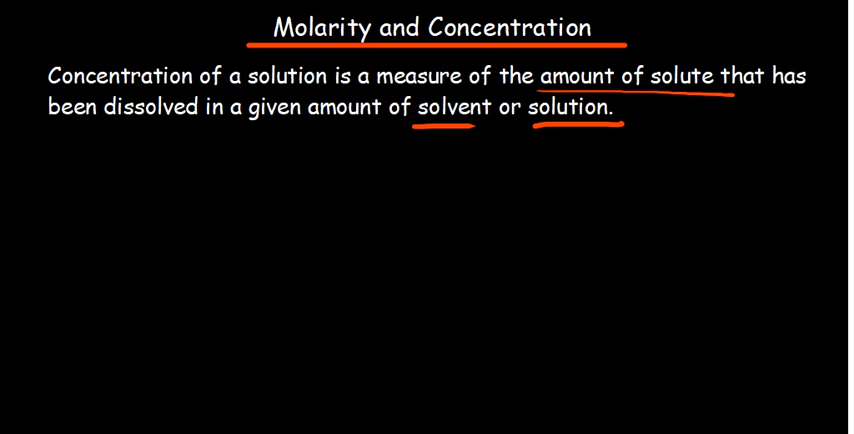 Molarity and Concentration
Concentration of a solution is a measure of the amount of solute that has
been dissolved in a given amount of solvent or solution.